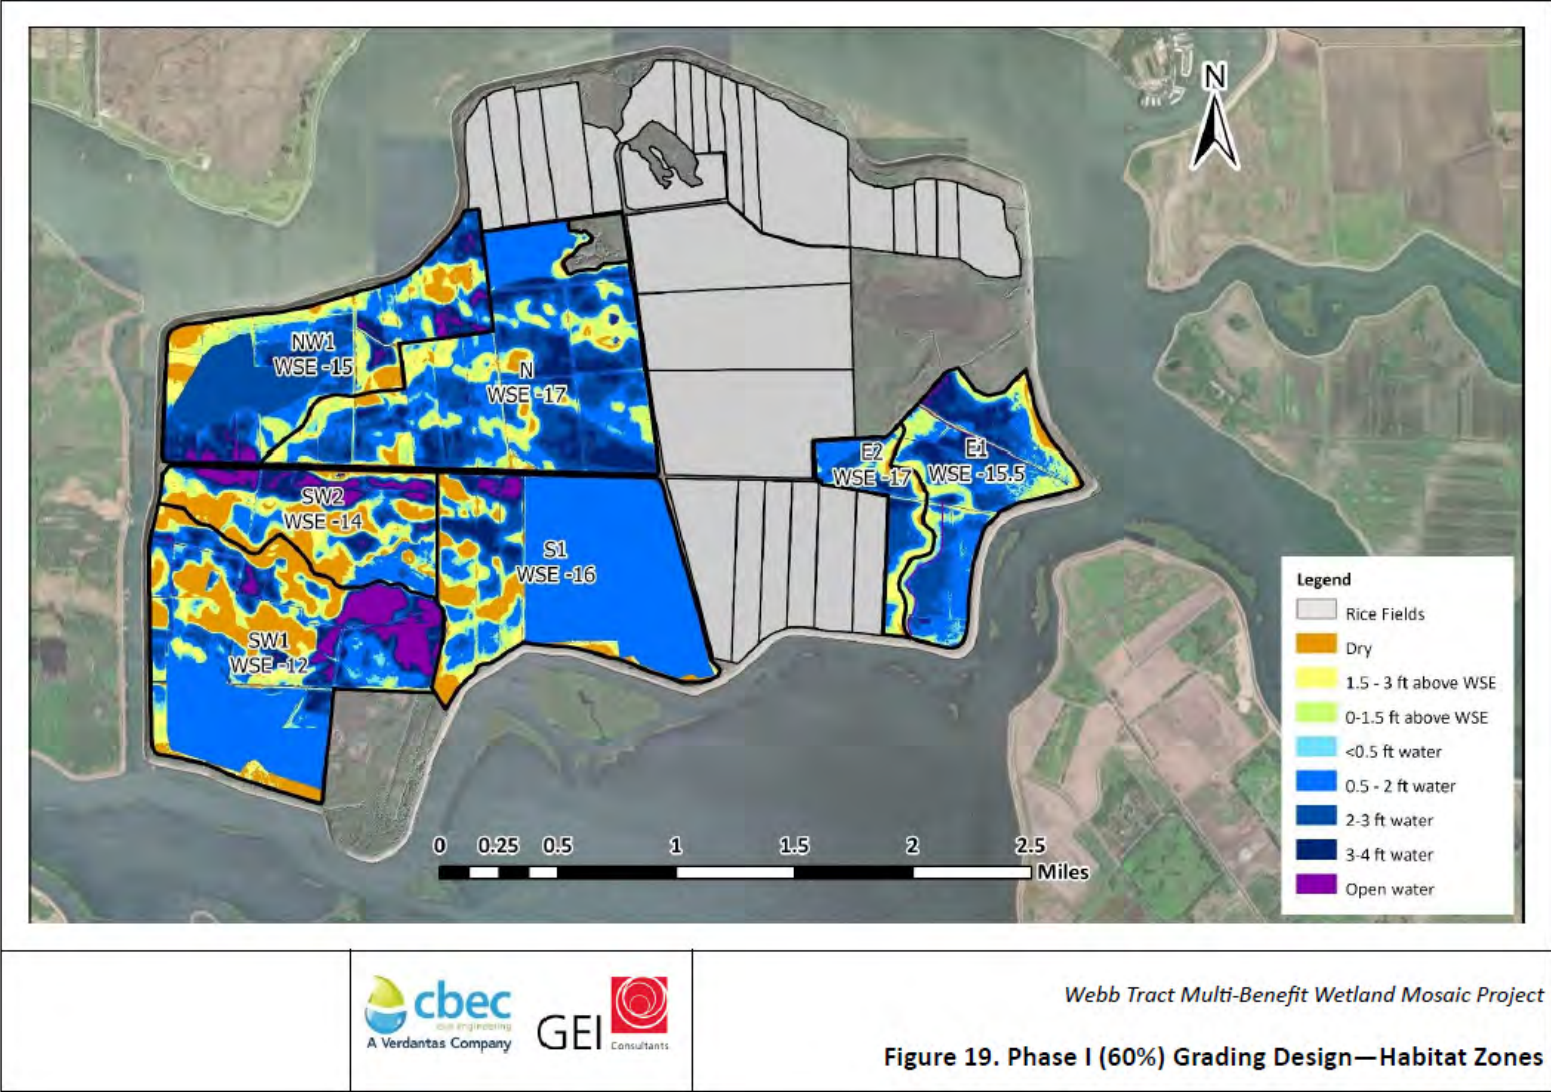 N
NW1
WSE -15
N
WSE -17
E2
WSE -17
E1
WSE -15.5
SW2
WSE -14
S1
WSE -16
SW1
WSE -12
Legend
Rice Fields
Dry
1.5 - 3 ft above WSE
0-1.5 ft above WSE
<0.5 ft water
0.5 - 2 ft water
2-3 ft water
3-4 ft water
Open water
0 0.25 0.5 1 1.5 2 2.5
Miles
cbec
eco engineering
A Verdantas Company
GEI
Consultants
Webb Tract Multi-Benefit Wetland Mosaic Project
Figure 19. Phase I (60%) Grading Design—Habitat Zones